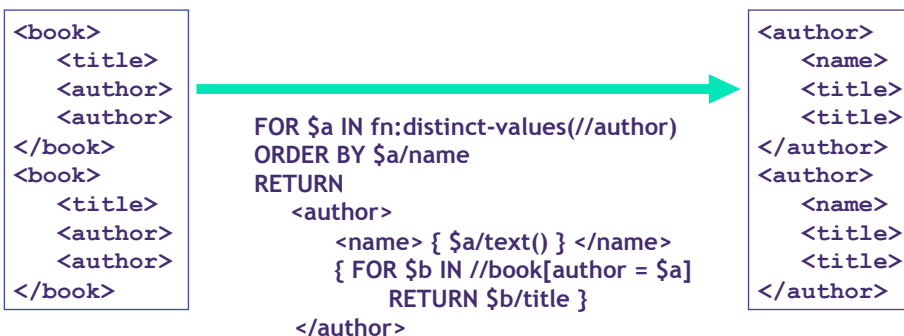 <book>
<title>
<author>
<author>
</book>
<book>
<title>
<author>
<author>
</book>
FOR $a IN fn:distinct-values(//author)
ORDER BY $a/name
RETURN
<author>
<name> { $a/text() } </name>
{ FOR $b IN //book[author = $a]
RETURN $b/title }
</author>
<author>
<name>
<title>
<title>
</author>
<author>
<name>
<title>
<title>
</author>